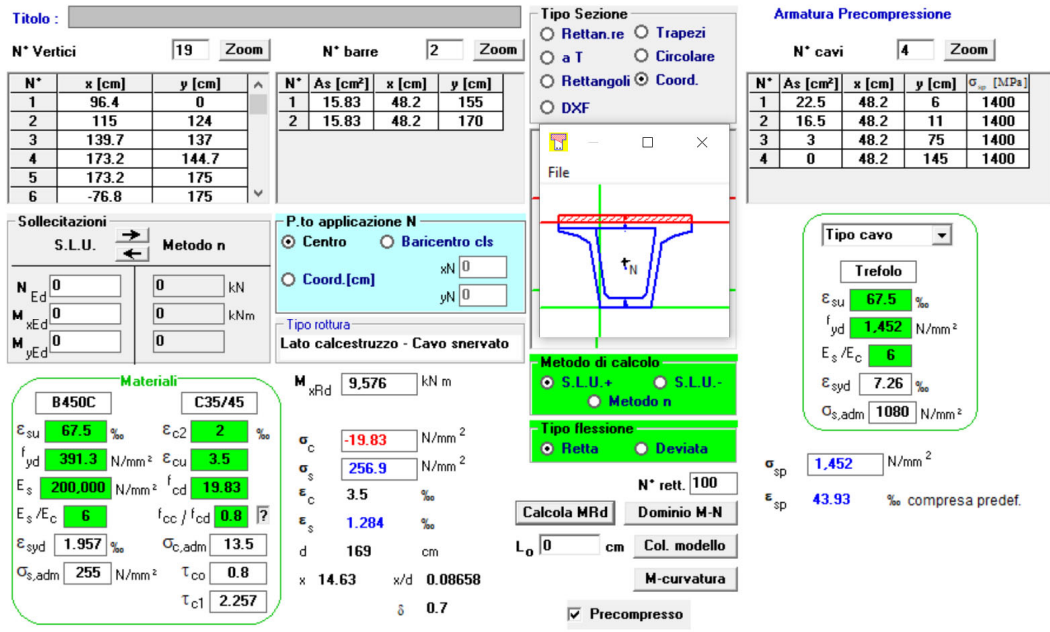 Titolo :
N° Vertici 19 Zoom
N° x [cm] y [cm]
1 96.4 0
2 115 124
3 139.7 137
4 173.2 144.7
5 173.2 175
6 -76.8 175
N° barre 2 Zoom
N° As [cm²] x [cm] y [cm]
1 15.83 48.2 155
2 15.83 48.2 170
Tipo Sezione
Rettan.re Trapezi
a T Circolare
Rettangoli Coord.
DXF
File
N
Armatura Precompressione
N° cavi 4 Zoom
N° As [cm²] x [cm] y [cm] σsp [MPa]
1 22.5 48.2 6 1400
2 16.5 48.2 11 1400
3 3 48.2 75 1400
4 0 48.2 145 1400
Sollecitazioni
S.L.U. Metodo n
N Ed 0 0 kN
M xEd 0 0 kNm
M yEd 0 0
P.to applicazione N
Centro Baricentro cls
Coord.[cm] xN 0
yN 0
Tipo rottura
Lato calcestruzzo - Cavo snervato
Metodo di calcolo
S.L.U.+ S.L.U.-
Metodo n
Tipo flessione
Retta Deviata
Tipo cavo
Trefolo
εsu 67.5 ‰
fyd 1,452 N/mm²
Es /Ec 6
εsyd 7.26 ‰
σs,adm 1080 N/mm²
Materiali
B450C C35/45
εsu 67.5 ‰ εc2 2 ‰
fyd 391.3 N/mm² εcu 3.5
Es 200,000 N/mm² fcd 19.83
Es /Ec 6 fcc / fcd 0.8 ?
εsyd 1.957 ‰ σc,adm 13.5
σs,adm 255 N/mm² τco 0.8
τc1 2.257
M xRd 9,576 kN m
σc -19.83 N/mm²
σs 256.9 N/mm²
εc 3.5 ‰
εs 1.284 ‰
d 169 cm
x 14.63 x/d 0.08658
δ 0.7
N° rett. 100
Calcola MRd Dominio M-N
Lo 0 cm Col. modello
M-curvatura
Precompresso
σsp 1,452 N/mm²
εsp 43.93 ‰ compresa predef.